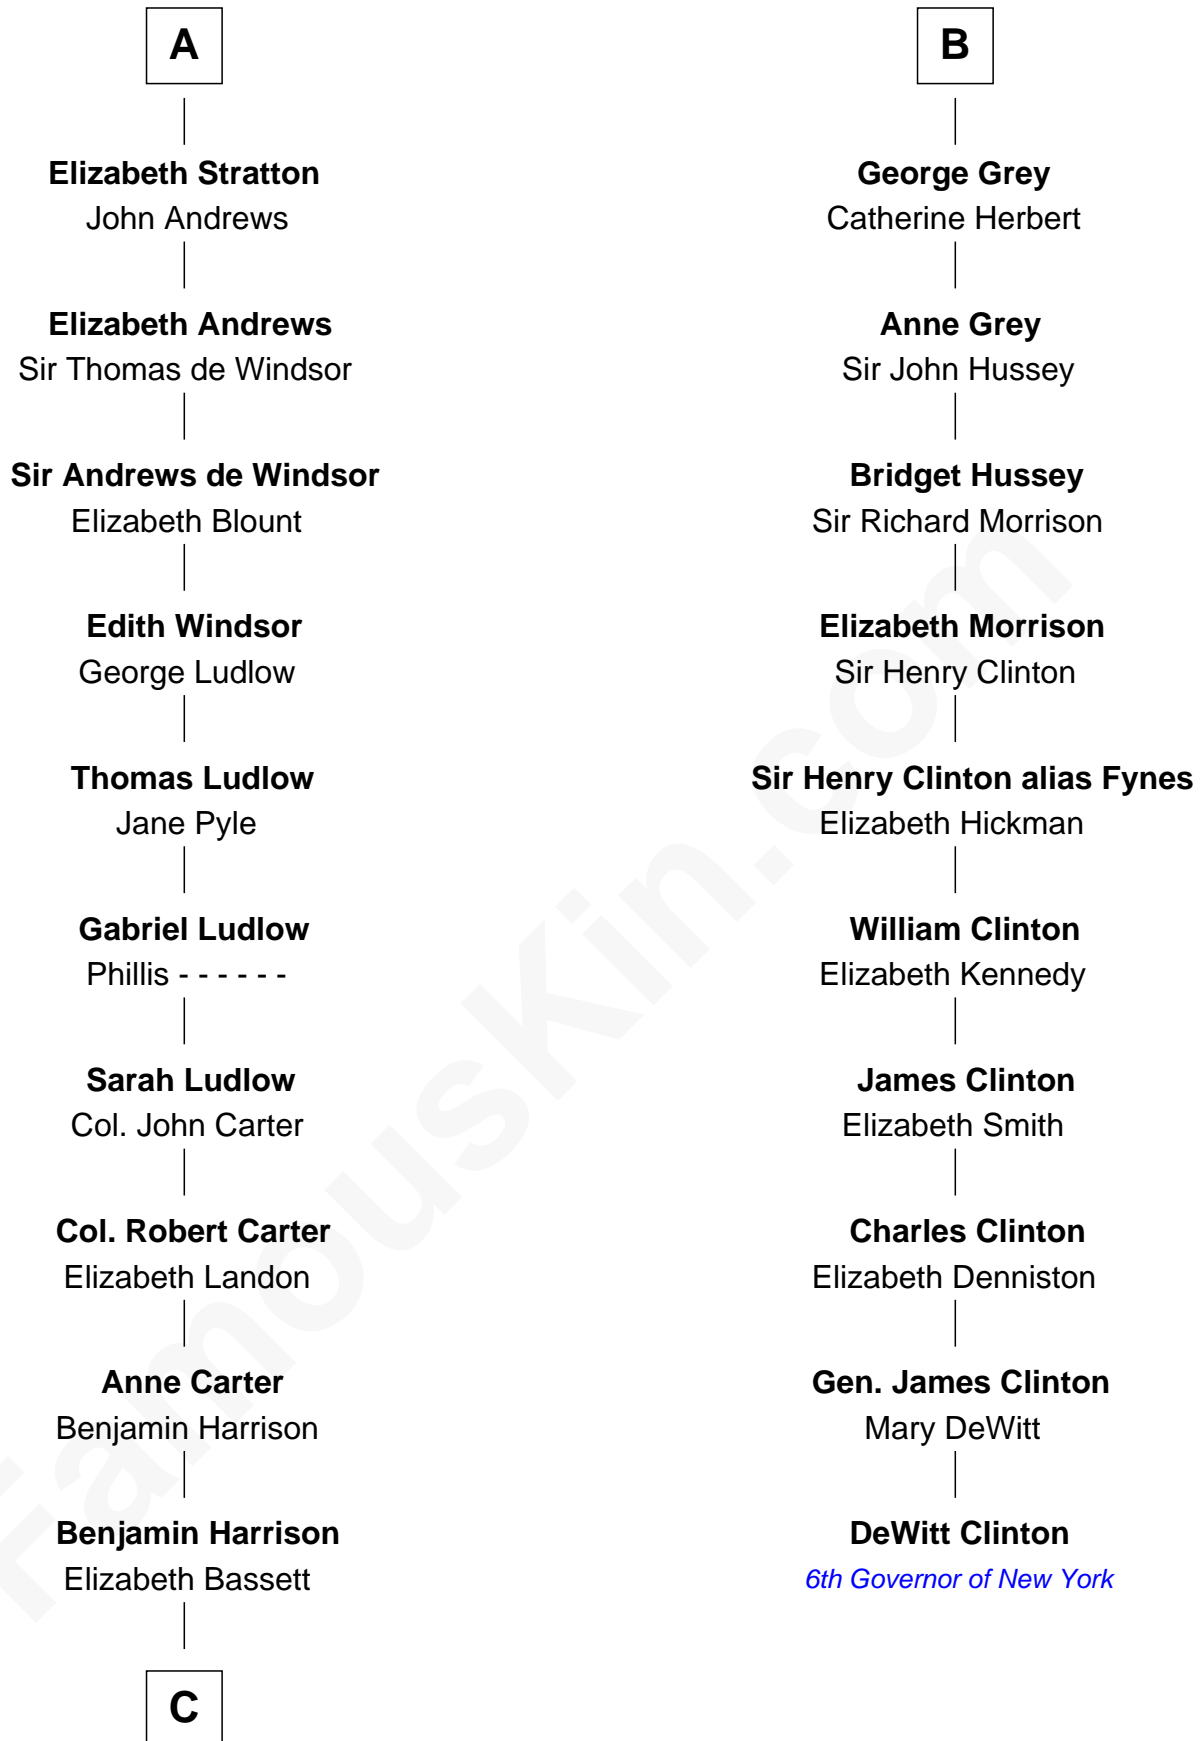 A
Elizabeth Stratton
John Andrews
Elizabeth Andrews
Sir Thomas de Windsor
Sir Andrews de Windsor
Elizabeth Blount
Edith Windsor
George Ludlow
Thomas Ludlow
Jane Pyle
Gabriel Ludlow
Phillis - - - - - -
Sarah Ludlow
Col. John Carter
Col. Robert Carter
Elizabeth Landon
Anne Carter
Benjamin Harrison
Benjamin Harrison
Elizabeth Bassett
C
B
George Grey
Catherine Herbert
Anne Grey
Sir John Hussey
Bridget Hussey
Sir Richard Morrison
Elizabeth Morrison
Sir Henry Clinton
Sir Henry Clinton alias Fynes
Elizabeth Hickman
William Clinton
Elizabeth Kennedy
James Clinton
Elizabeth Smith
Charles Clinton
Elizabeth Denniston
Gen. James Clinton
Mary DeWitt
DeWitt Clinton
6th Governor of New York
FamousKin.com